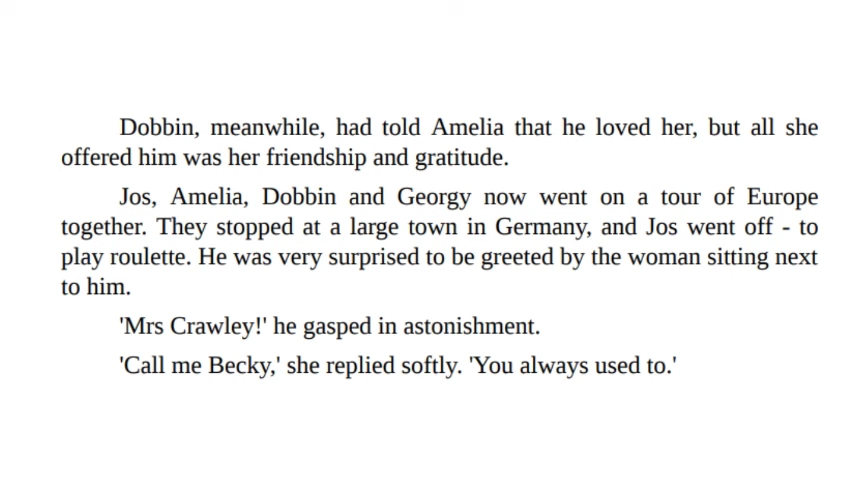 Dobbin, meanwhile, had told Amelia that he loved her, but all she
offered him was her friendship and gratitude.
Jos, Amelia, Dobbin and Georgy now went on a tour of Europe
together. They stopped at a large town in Germany, and Jos went off - to
play roulette. He was very surprised to be greeted by the woman sitting next
to him.
'Mrs Crawley!' he gasped in astonishment.
'Call me Becky,' she replied softly. 'You always used to.'